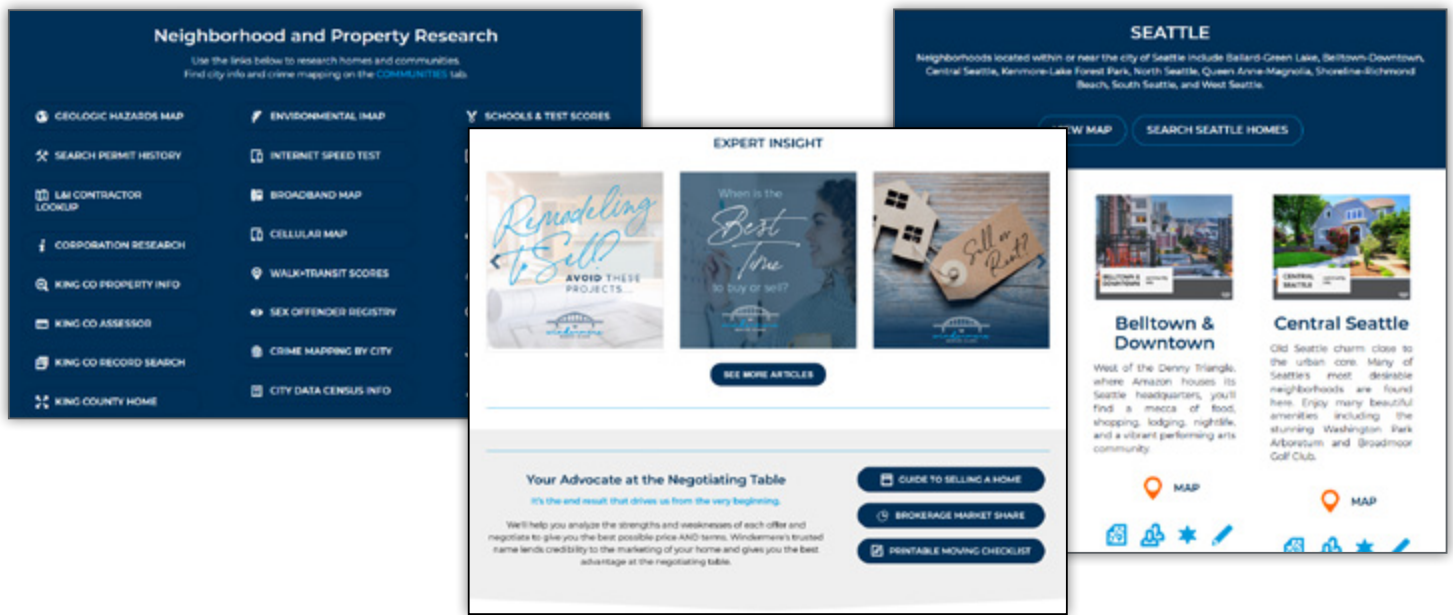 Neighborhood and Property Research
Use the links below to research homes and communities.
Find city info and crime mapping on the COMMUNITIES tab.
GEOLOGIC HAZARDS MAP
SEARCH PERMIT HISTORY
L&I CONTRACTOR
LOOKUP
CORPORATION RESEARCH
KING CO PROPERTY INFO
KING CO ASSESSOR
KING CO RECORD SEARCH
KING COUNTY HOME
ENVIRONMENTAL IMAP
INTERNET SPEED TEST
BROADBAND MAP
CELLULAR MAP
WALK+TRANSIT SCORES
SEX OFFENDER REGISTRY
CRIME MAPPING BY CITY
CITY DATA CENSUS INFO
SCHOOLS & TEST SCORES
EXPERT INSIGHT
Remodeling
to Sell?
AVOID THESE
PROJECTS...
windermere
When is the
Best
Time
to buy or sell?
windermere
Sell or
Rent?
windermere
SEE MORE ARTICLES
Your Advocate at the Negotiating Table
It's the end result that drives us from the very beginning.
We'll help you analyze the strengths and weaknesses of each offer and
negotiate to give you the best possible price AND terms. Windermere's trusted
name lends credibility to the marketing of your home and gives you the best
advantage at the negotiating table.
GUIDE TO SELLING A HOME
BROKERAGE MARKET SHARE
PRINTABLE MOVING CHECKLIST
SEATTLE
Neighborhoods located within or near the city of Seattle include Ballard-Green Lake, Belltown-Downtown,
Central Seattle, Kenmore-Lake Forest Park, North Seattle, Queen Anne-Magnolia, Shoreline-Richmond
Beach, South Seattle, and West Seattle.
VIEW MAP
SEARCH SEATTLE HOMES
BELLTOWN &
DOWNTOWN
Belltown &
Downtown
West of the Denny Triangle,
where Amazon houses its
Seattle headquarters, you'll
find a mecca of food,
shopping, lodging, nightlife,
and a vibrant performing arts
community.
MAP
CENTRAL
SEATTLE
Central Seattle
Old Seattle charm close to
the urban core. Many of
Seattle's most desirable
neighborhoods are found
here. Enjoy many beautiful
amenities including the
stunning Washington Park
Arboretum and Broadmoor
Golf Club.
MAP